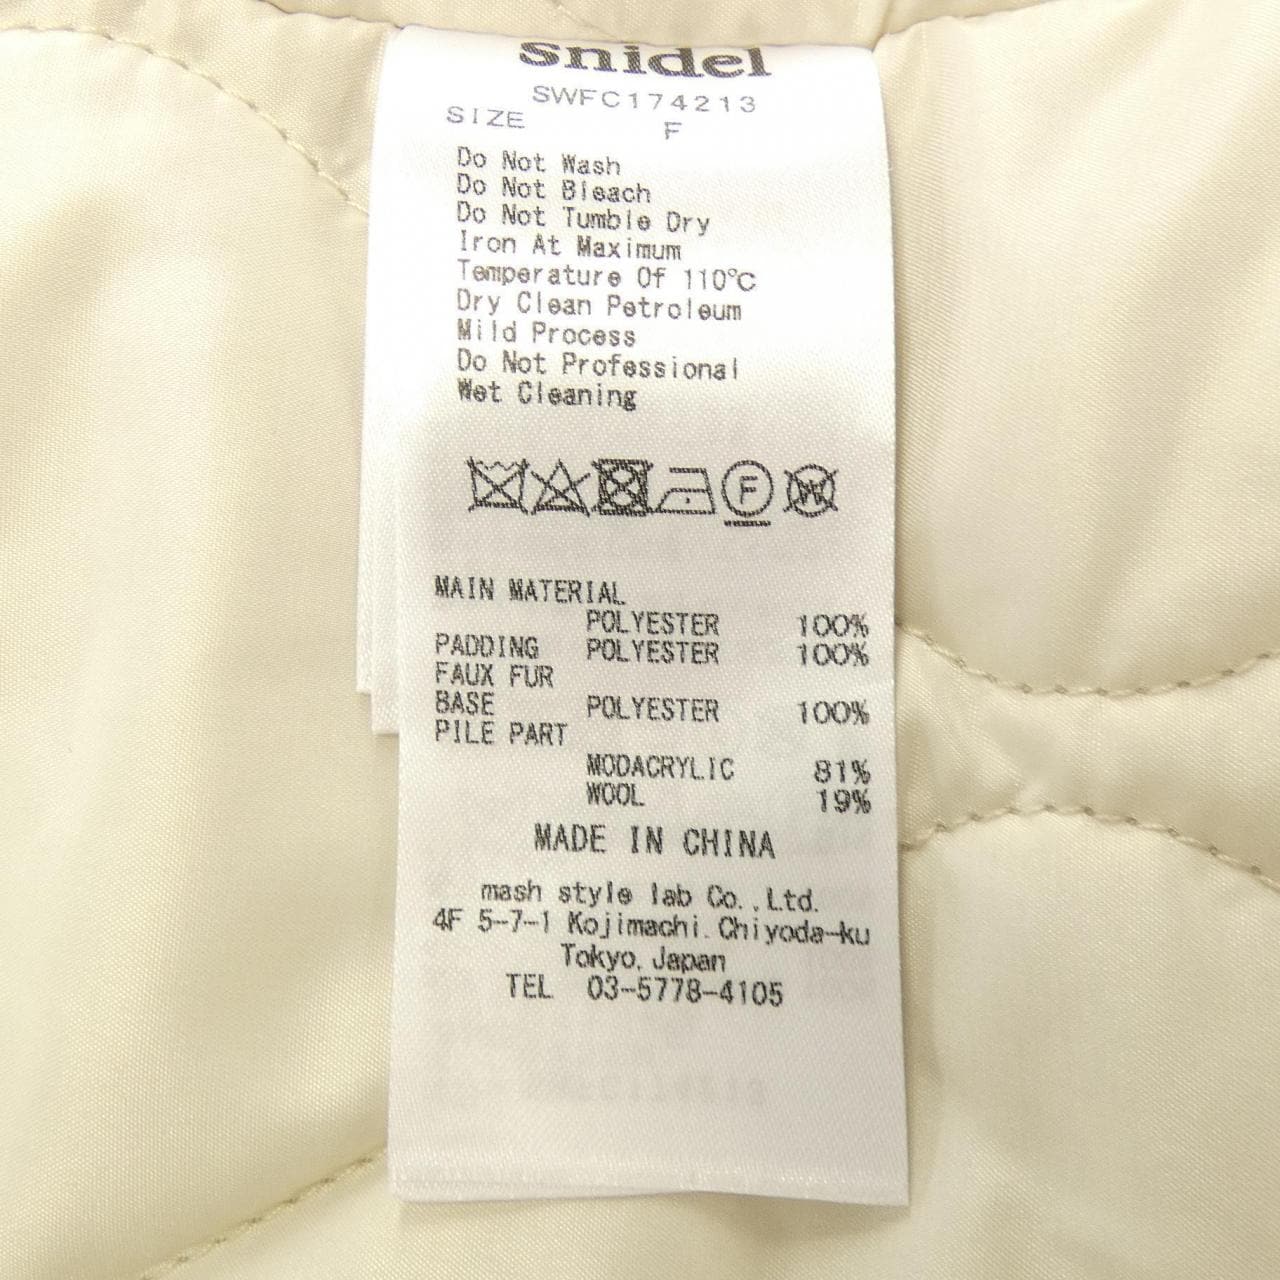 snidel
SWFC174213
SIZE F
Do Not Wash
Do Not Bleach
Do Not Tumble Dry
Iron At Maximum
Temperature Of 110℃
Dry Clean Petroleum
Mild Process
Do Not Professional
Wet Cleaning
F W
MAIN MATERIAL
POLYESTER 100%
PADDING POLYESTER 100%
FAUX FUR
BASE POLYESTER 100%
PILE PART
MODACRYLIC 81%
WOOL 19%
MADE IN CHINA
mash style lab Co.,Ltd.
4F 5-7-1 Kojimachi.Chiyoda-ku
Tokyo, Japan
TEL 03-5778-4105